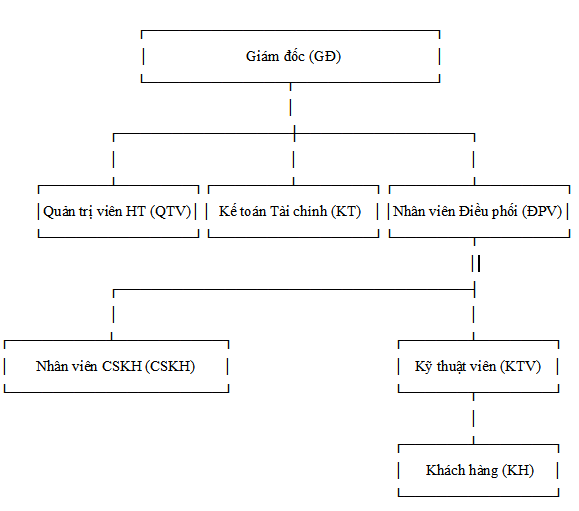 Giám đốc (GĐ)
Quản trị viên HT (QTV)
Kế toán Tài chính (KT)
Nhân viên Điều phối (ĐPV)
Nhân viên CSKH (CSKH)
Kỹ thuật viên (KTV)
Khách hàng (KH)